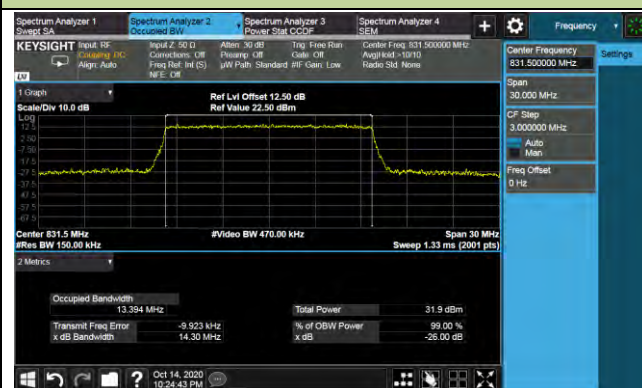 Spectrum Analyzer 1
Swept SA
Spectrum Analyzer 2
Occupied BW
Spectrum Analyzer 3
Power Stat CCDF
Spectrum Analyzer 4
SEM
+
Frequency
KEYSIGHT
Input: RF
Coupling: DC
Align: Auto
Input Z: 50 Ω
Corrections: Off
Freq Ref: Int (S)
NFE: Off
Atten: 30 dB
Preamp: Off
µW Path: Standard
Trig: Free Run
Gate: Off
#IF Gain: Low
Center Freq: 831.500000 MHz
Avg|Hold:>10/10
Radio Std: None
LXI
Center Frequency
831.500000 MHz
Settings
Span
30.000 MHz
CF Step
3.000000 MHz
Auto
Man
Freq Offset
0 Hz
1 Graph
Scale/Div 10.0 dB
Ref Lvl Offset 12.50 dB
Ref Value 22.50 dBm
Log
12.5
2.50
-7.50
-17.5
-27.5
-37.5
-47.5
-57.5
-67.5
Center 831.5 MHz
#Res BW 150.00 kHz
#Video BW 470.00 kHz
Span 30 MHz
Sweep 1.33 ms (2001 pts)
2 Metrics
Occupied Bandwidth
13.394 MHz
Total Power
31.9 dBm
Transmit Freq Error
-9.923 kHz
% of OBW Power
99.00 %
x dB Bandwidth
14.30 MHz
x dB
-26.00 dB
?
Oct 14, 2020
10:24:43 PM